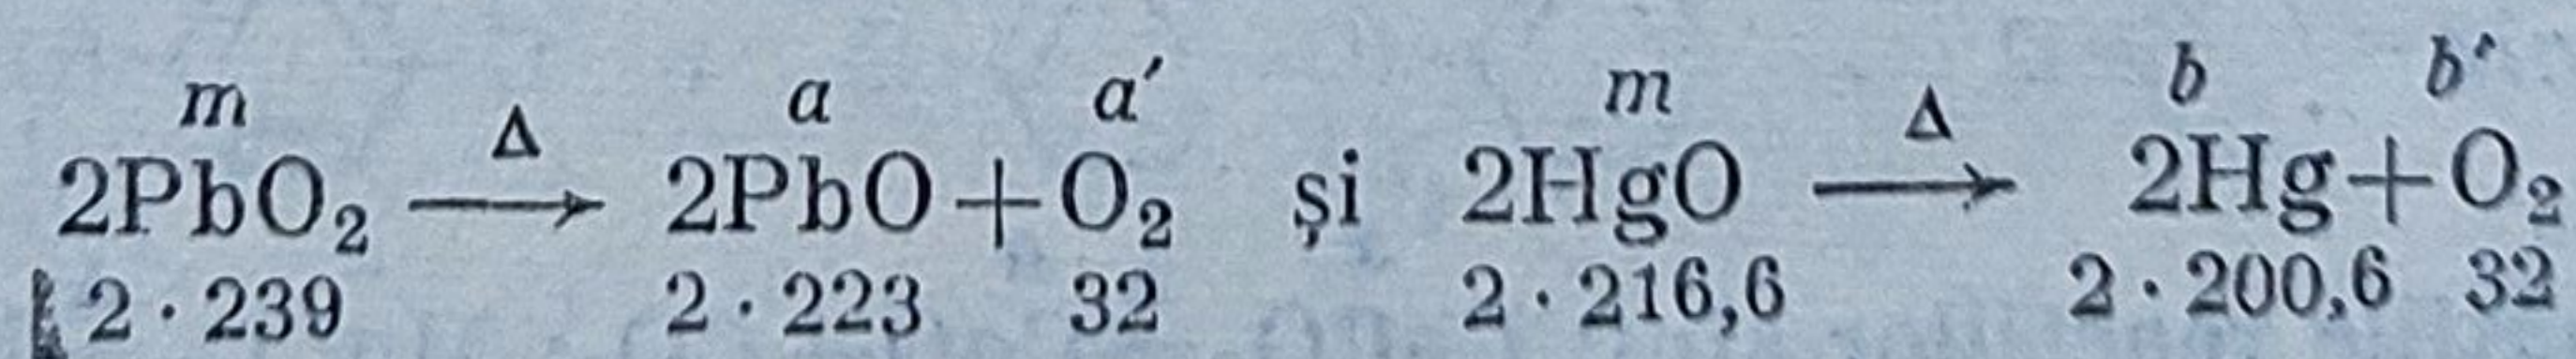 m Δ a a′ m Δ b b′
2PbO₂ ⟶ 2PbO+O₂ și 2HgO ⟶ 2Hg+O₂
2·239 2·223 32 2·216,6 2·200,6 32